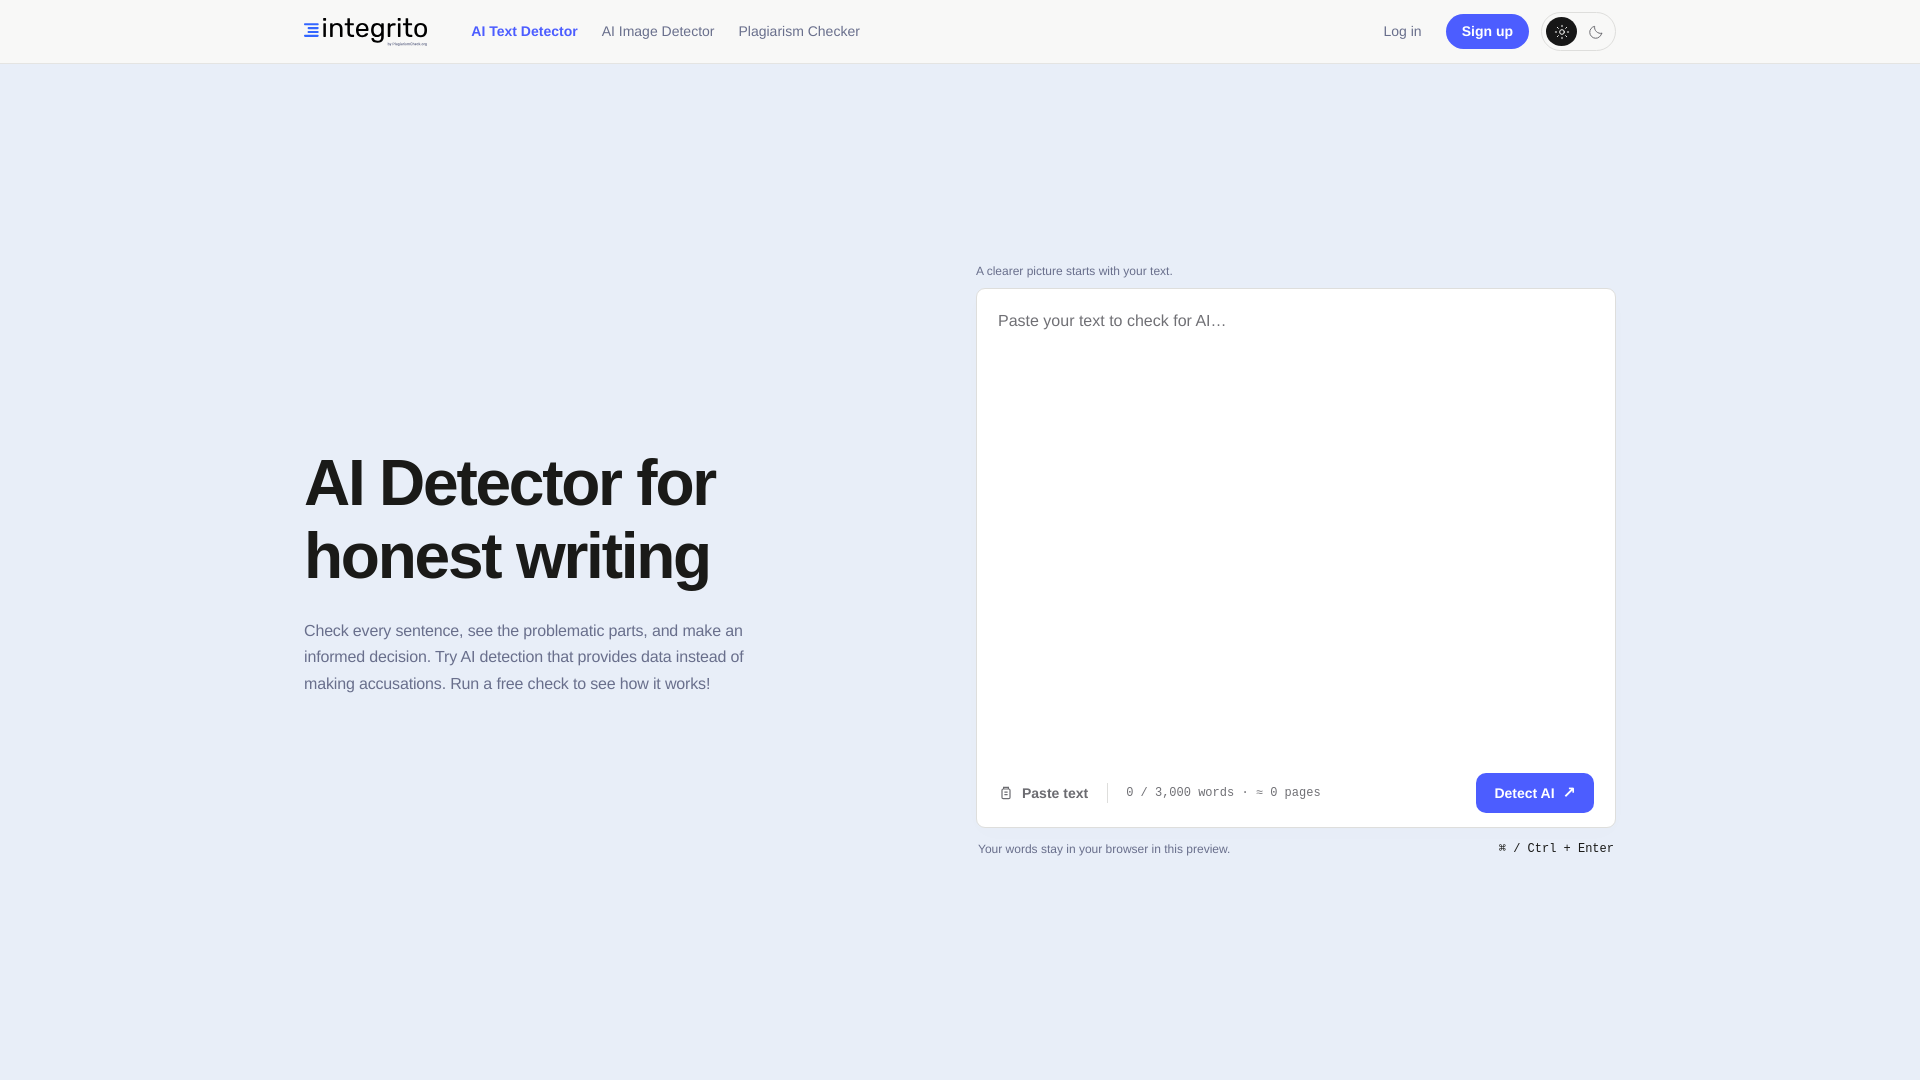 integrito
by PlagiarismCheck.org
AI Text Detector
AI Image Detector
Plagiarism Checker
Log in
Sign up
AI Detector for
honest writing
Check every sentence, see the problematic parts, and make an
informed decision. Try AI detection that provides data instead of
making accusations. Run a free check to see how it works!
A clearer picture starts with your text.
Paste your text to check for AI…
Paste text
0 / 3,000 words · ≈ 0 pages
Detect AI ↗
Your words stay in your browser in this preview.
⌘ / Ctrl + Enter